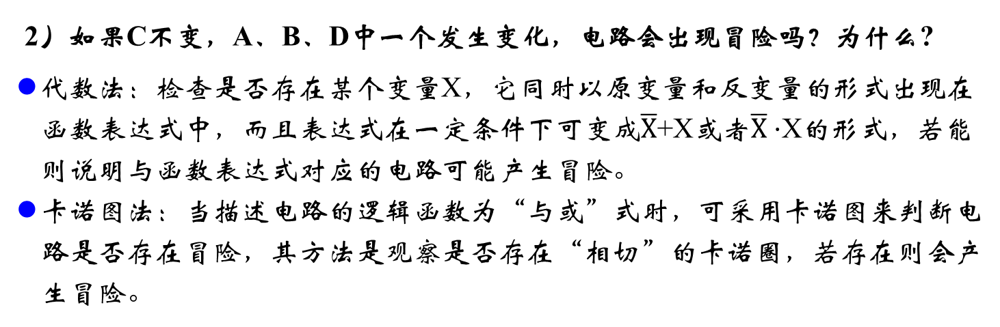 2）如果C不变，A、B、D中一个发生变化，电路会出现冒险吗？为什么？
●代数法：检查是否存在某个变量X，它同时以原变量和反变量的形式出现在
函数表达式中，而且表达式在一定条件下可变成X̅+X或者X̅·X的形式，若能
则说明与函数表达式对应的电路可能产生冒险。
●卡诺图法：当描述电路的逻辑函数为“与或”式时，可采用卡诺图来判断电
路是否存在冒险，其方法是观察是否存在“相切”的卡诺圈，若存在则会产
生冒险。